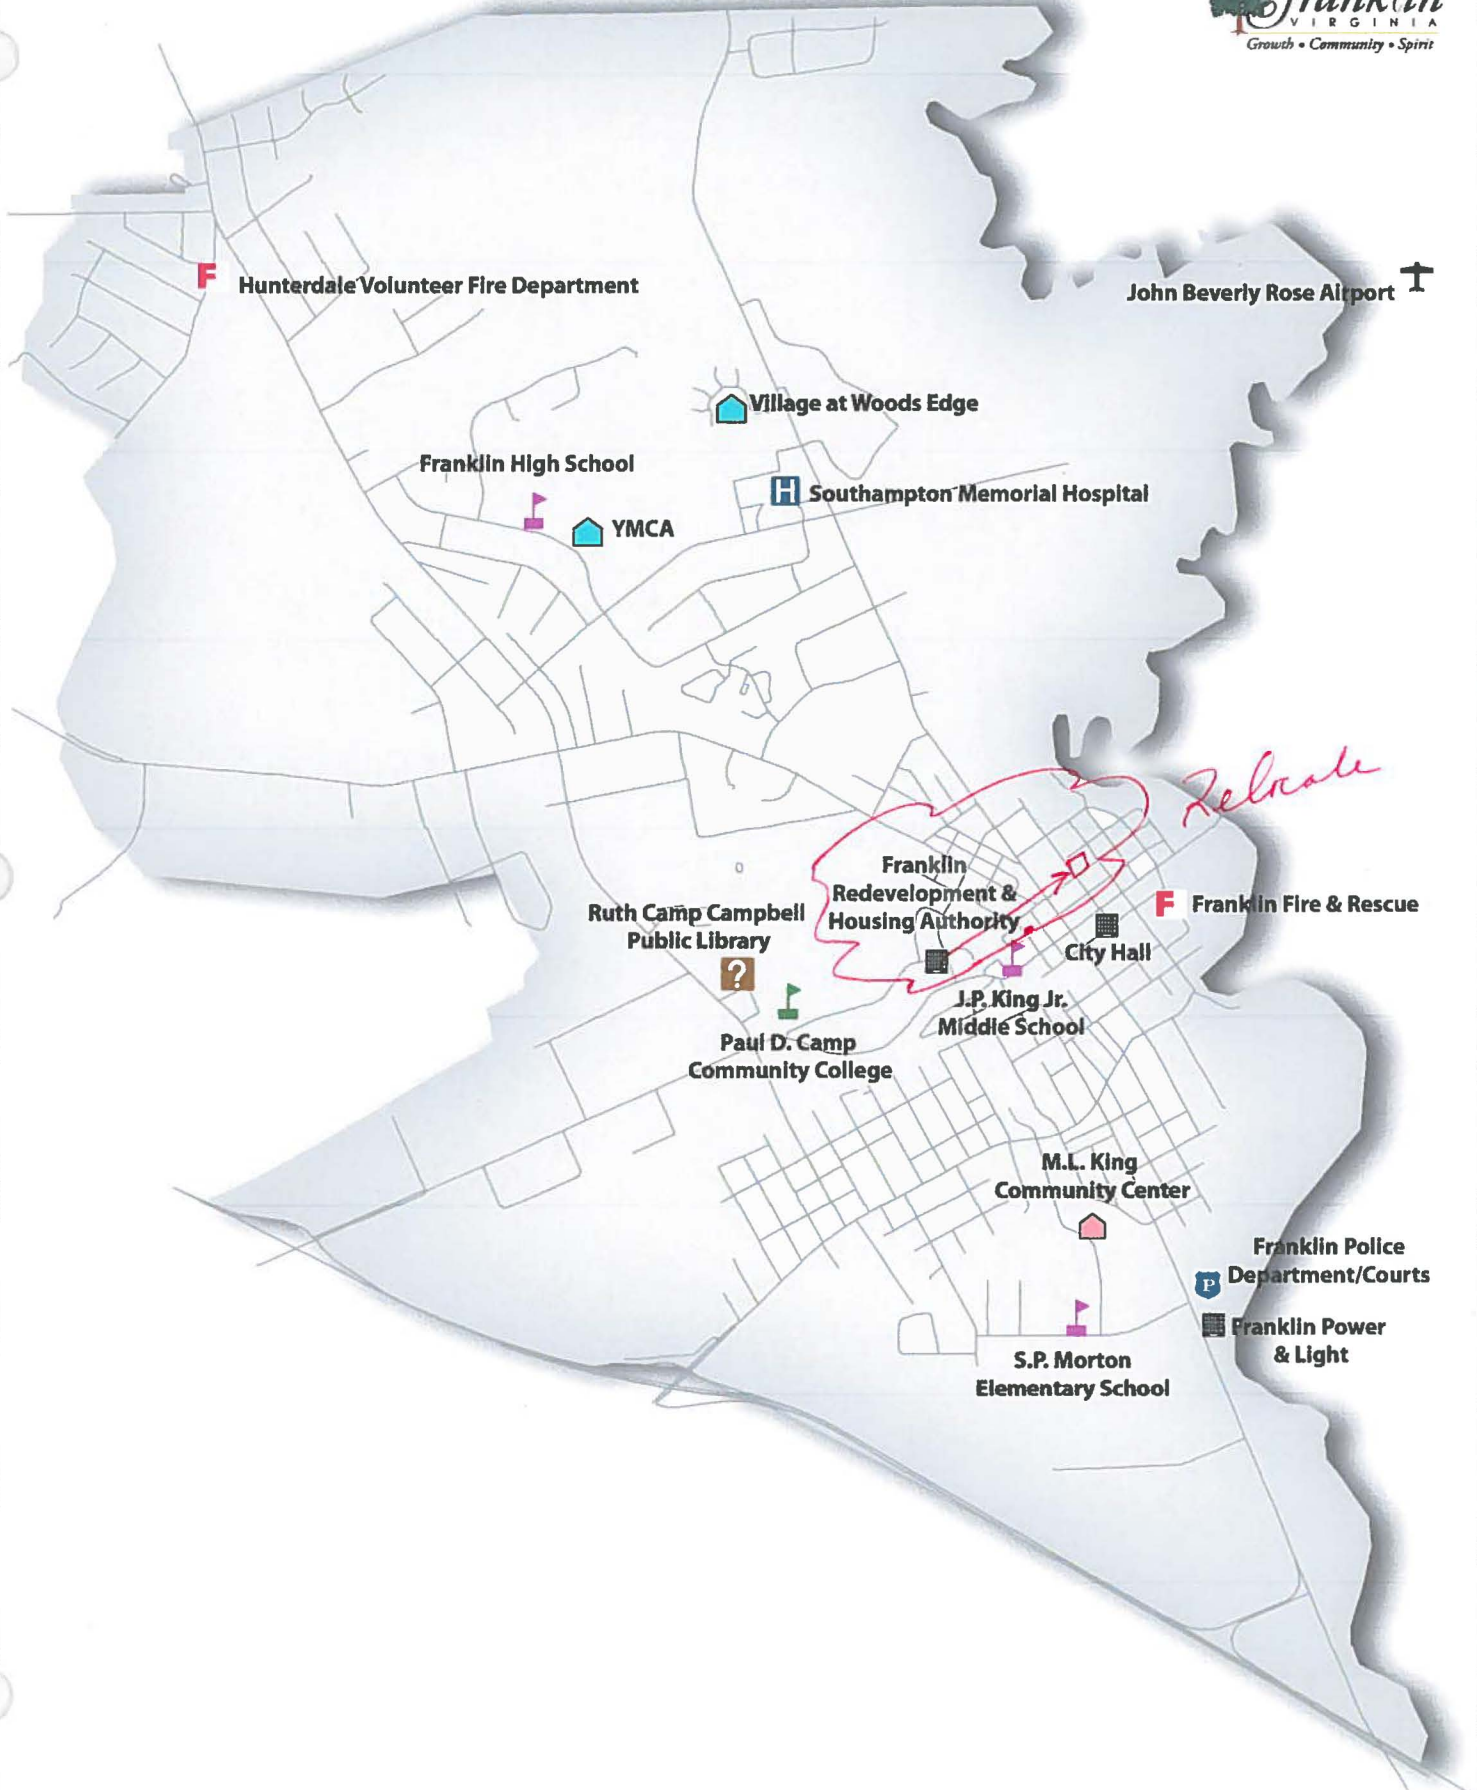 Franklin
VIRGINIA
Growth • Community • Spirit
F
Hunterdale Volunteer Fire Department
John Beverly Rose Airport
Village at Woods Edge
Franklin High School
H
Southampton Memorial Hospital
YMCA
Relocate
Franklin
Redevelopment &
Housing Authority
F
Franklin Fire & Rescue
City Hall
Ruth Camp Campbell
Public Library
?
J.P. King Jr.
Middle School
Paul D. Camp
Community College
M.L. King
Community Center
Franklin Police
P
Department/Courts
Franklin Power
& Light
S.P. Morton
Elementary School